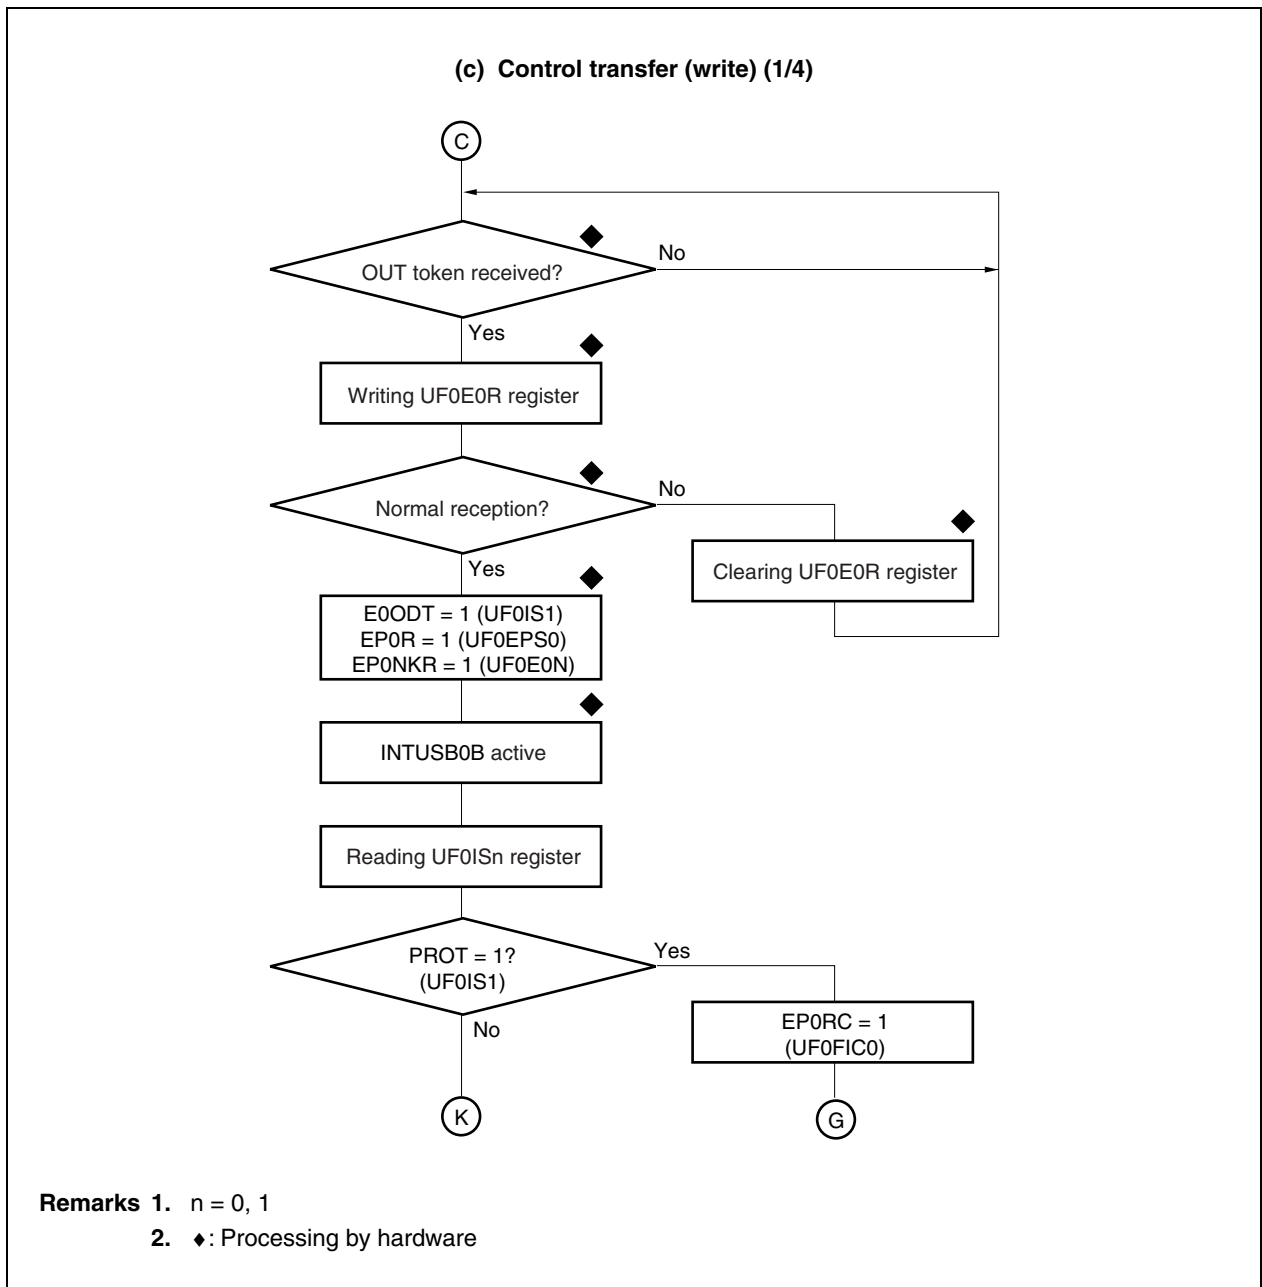 (c) Control transfer (write) (1/4)
C
OUT token received?
No
Yes
Writing UF0E0R register
Normal reception?
No
Clearing UF0E0R register
Yes
E0ODT = 1 (UF0IS1)
EP0R = 1 (UF0EPS0)
EP0NKR = 1 (UF0E0N)
INTUSB0B active
Reading UF0ISn register
PROT = 1?
(UF0IS1)
Yes
No
EP0RC = 1
(UF0FIC0)
K
G
Remarks 1. n = 0, 1
2. ♦: Processing by hardware